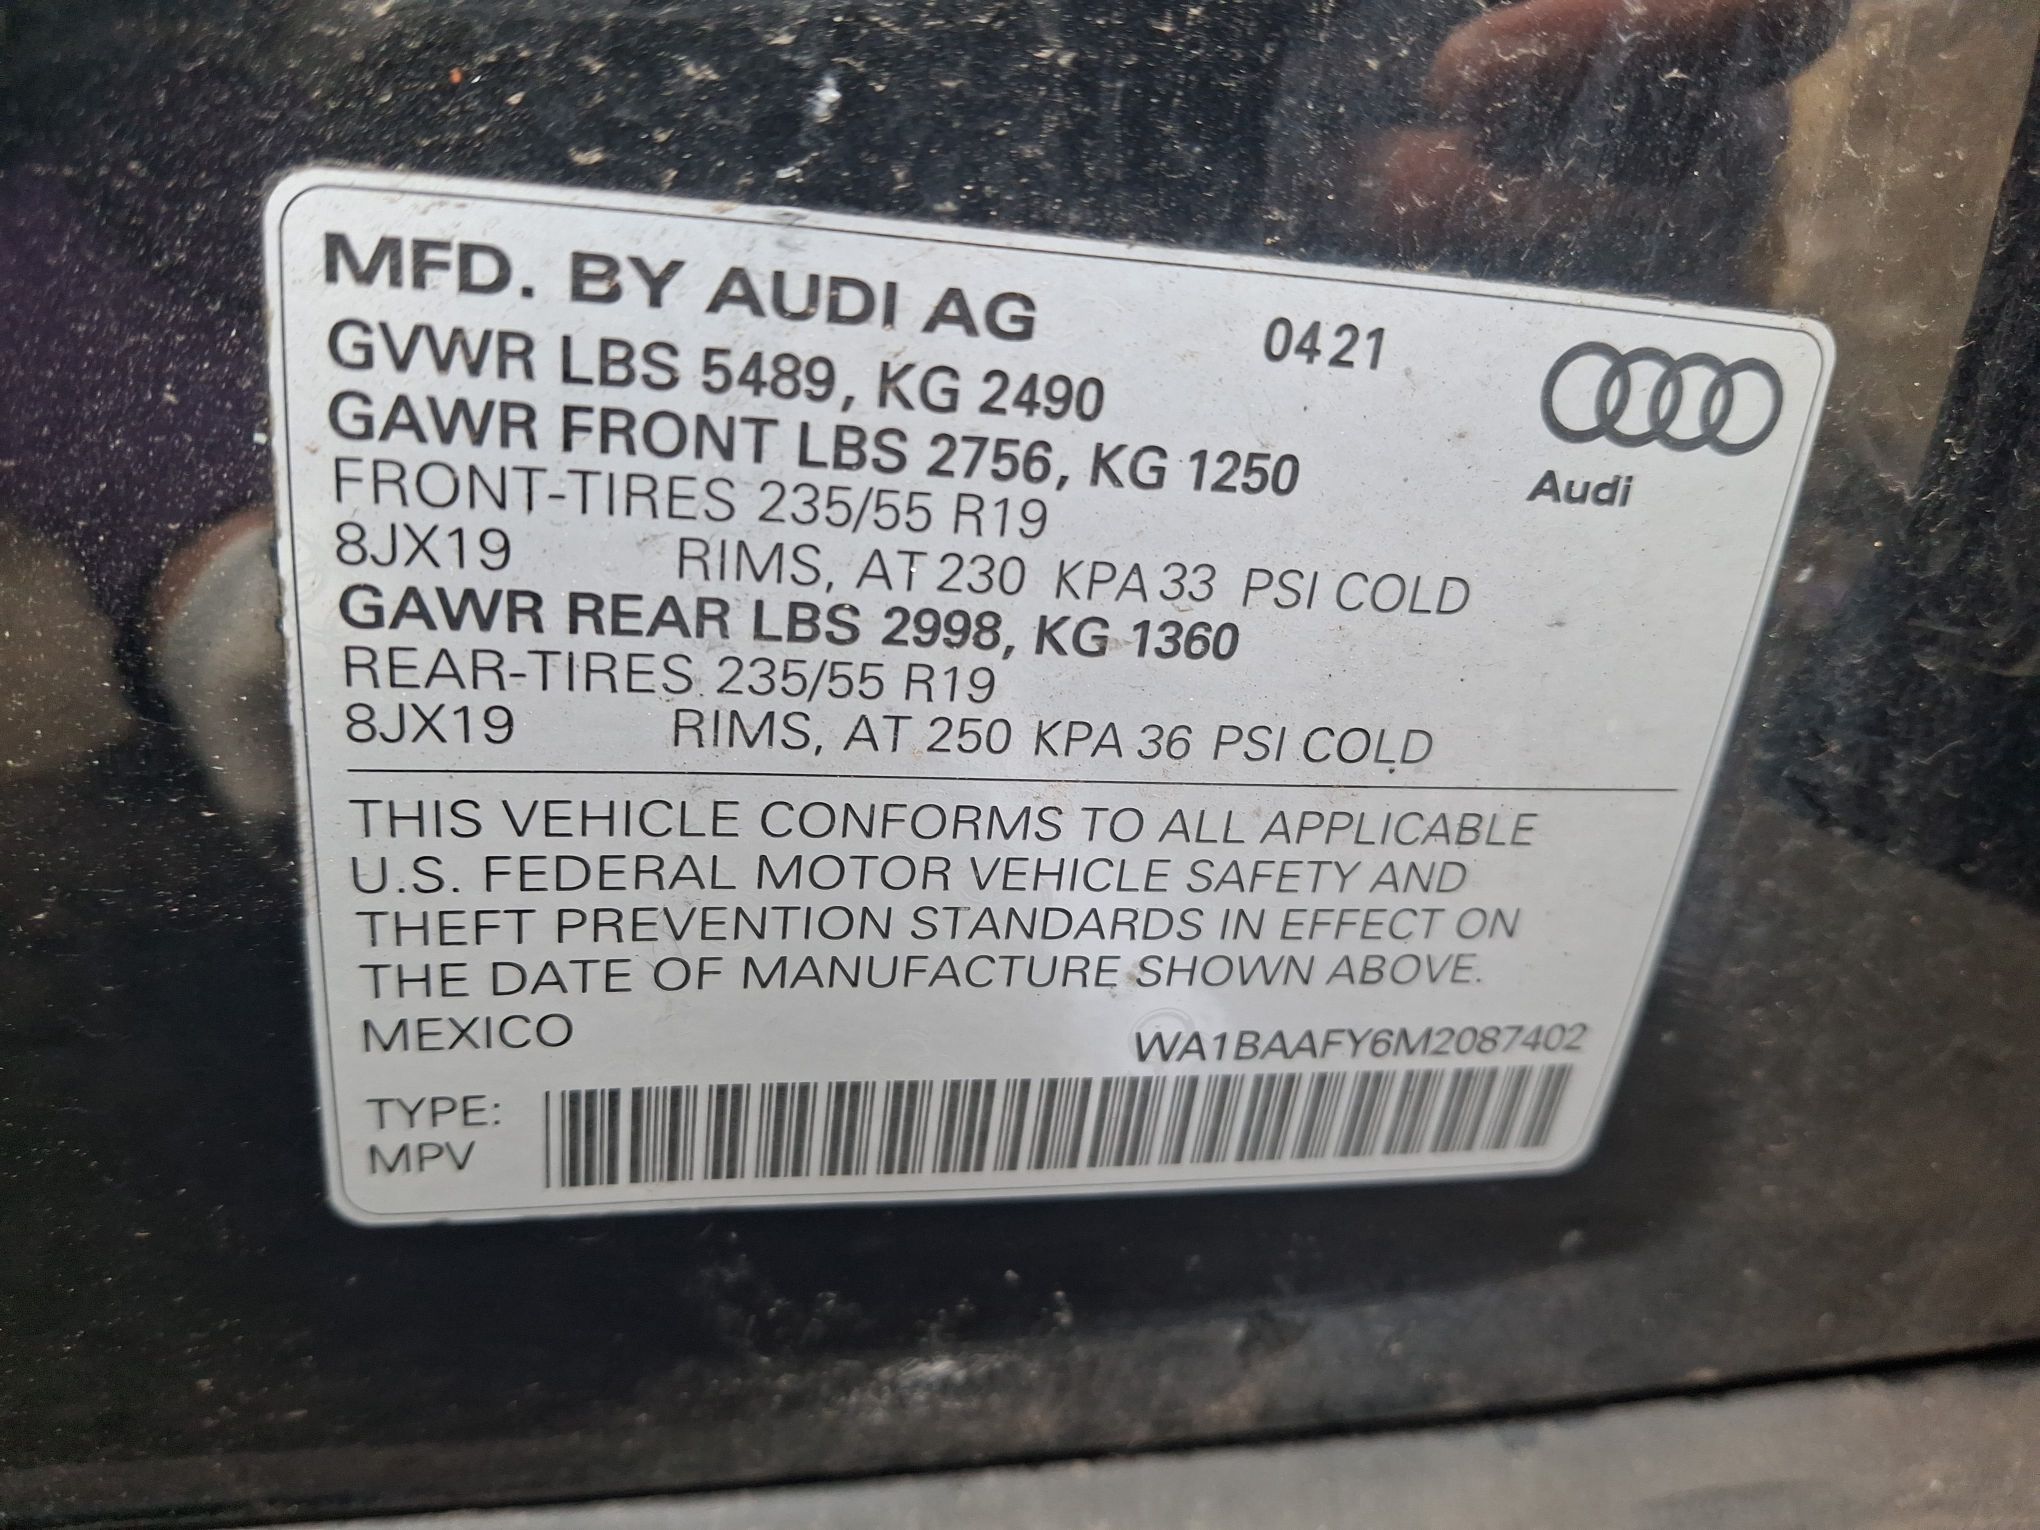 MFD. BY AUDI AG 0421
GVWR LBS 5489, KG 2490
GAWR FRONT LBS 2756, KG 1250
Audi
FRONT-TIRES 235/55 R19
8JX19 RIMS, AT 230 KPA 33 PSI COLD
GAWR REAR LBS 2998, KG 1360
REAR-TIRES 235/55 R19
8JX19 RIMS, AT 250 KPA 36 PSI COLD
THIS VEHICLE CONFORMS TO ALL APPLICABLE
U.S. FEDERAL MOTOR VEHICLE SAFETY AND
THEFT PREVENTION STANDARDS IN EFFECT ON
THE DATE OF MANUFACTURE SHOWN ABOVE.
MEXICO WA1BAAFY6M2087402
TYPE:
MPV